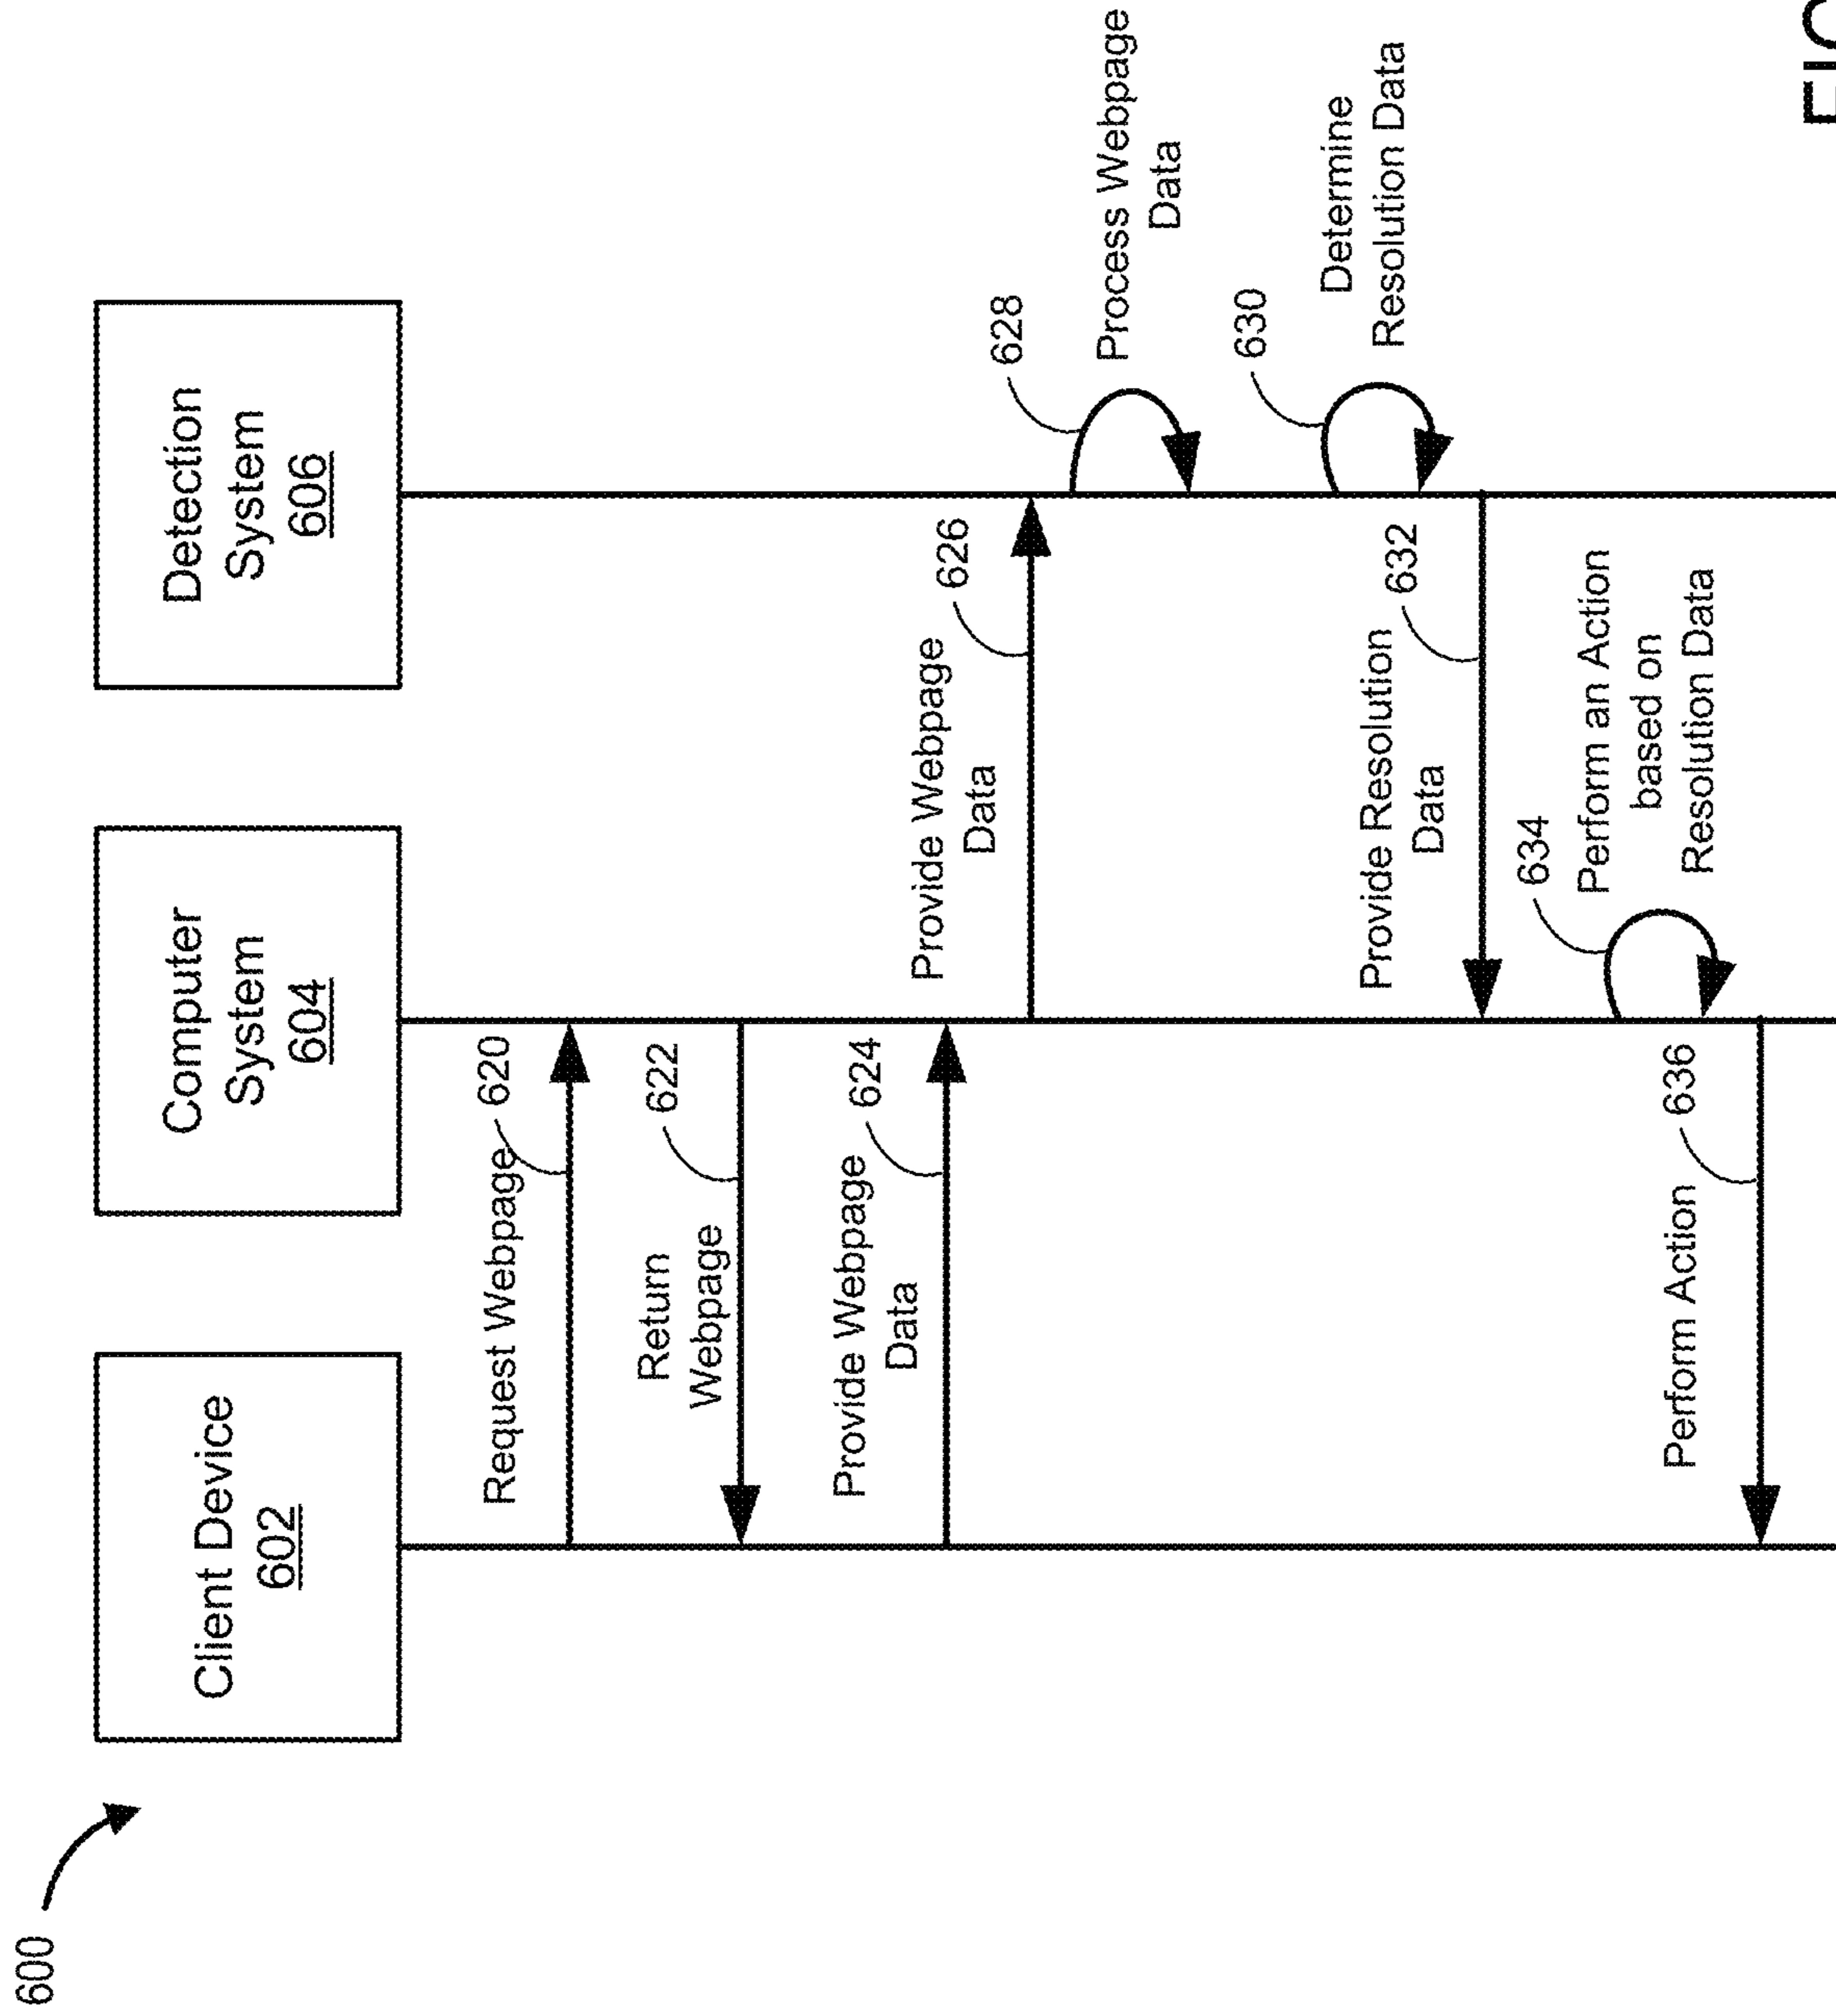 600
Client Device
602
Computer
System
604
Detection
System
606
Request Webpage
620
Return
Webpage
622
Provide Webpage
Data
624
Provide Webpage
Data
626
628
Process Webpage
Data
630
Determine
Resolution Data
Provide Resolution
Data
632
634
Perform an Action
based on
Resolution Data
Perform Action
636